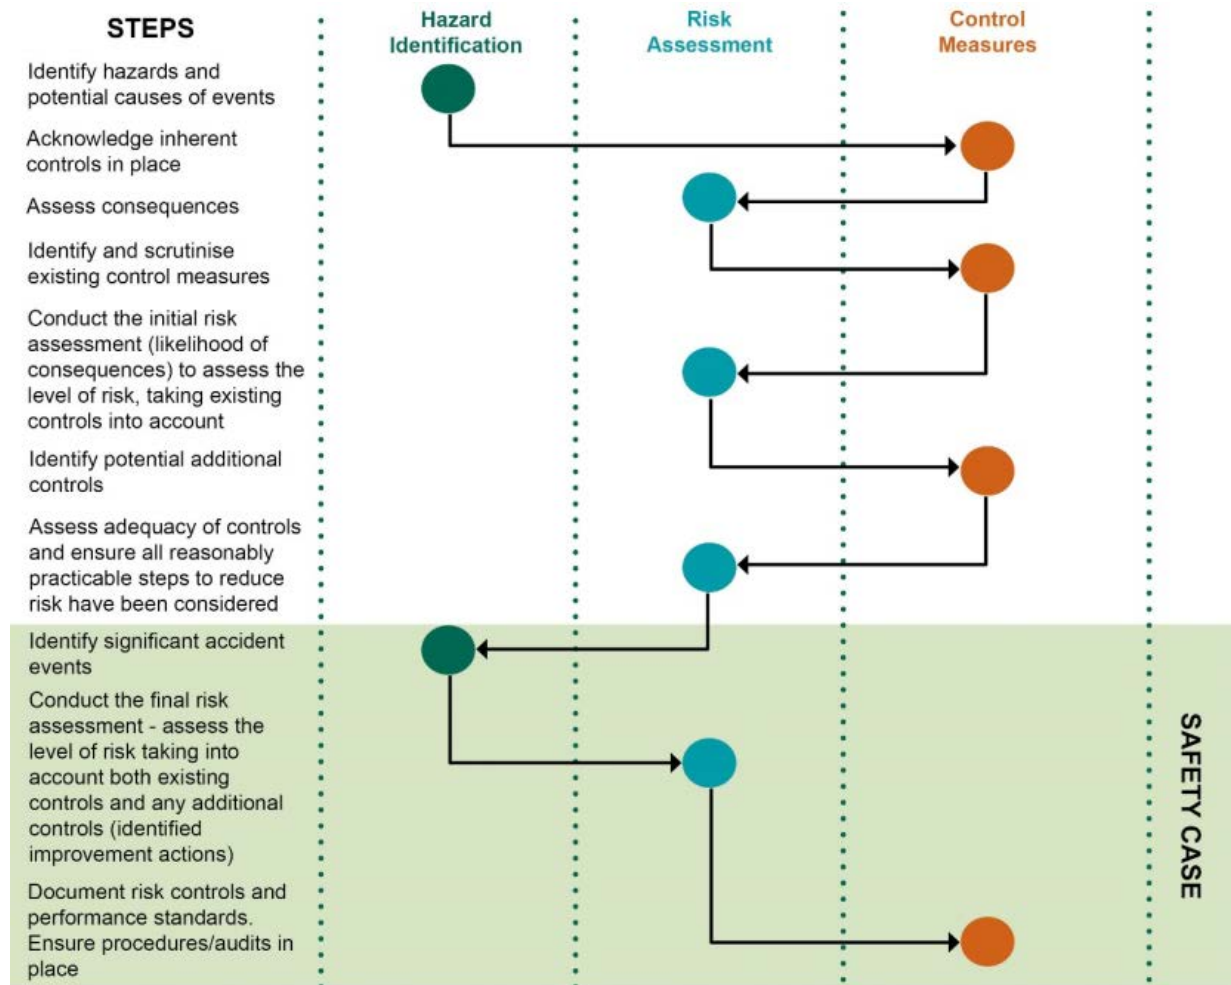 STEPS
Hazard
Identification
Risk
Assessment
Control
Measures
Identify hazards and
potential causes of events
Acknowledge inherent
controls in place
Assess consequences
Identify and scrutinise
existing control measures
Conduct the initial risk
assessment (likelihood of
consequences) to assess the
level of risk, taking existing
controls into account
Identify potential additional
controls
Assess adequacy of controls
and ensure all reasonably
practicable steps to reduce
risk have been considered
Identify significant accident
events
Conduct the final risk
assessment - assess the
level of risk taking into
account both existing
controls and any additional
controls (identified
improvement actions)
Document risk controls and
performance standards.
Ensure procedures/audits in
place
SAFETY CASE